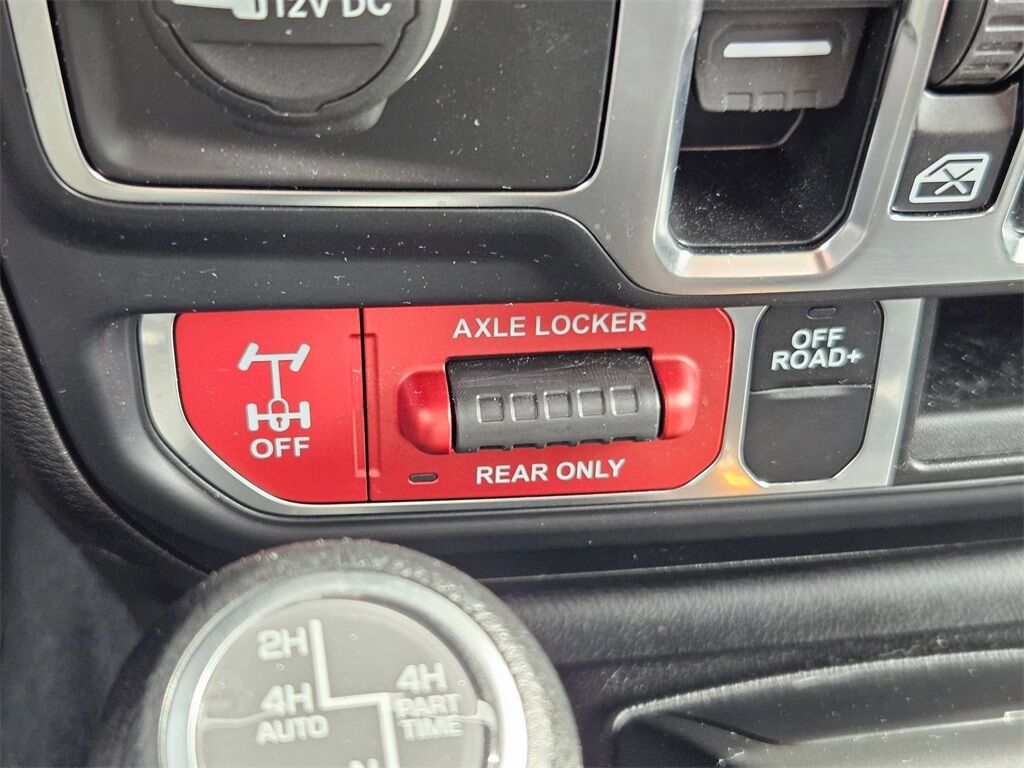 12V DC
AXLE LOCKER
OFF
REAR ONLY
OFF
ROAD+
2H
4H
AUTO
4H
PART
TIME
N